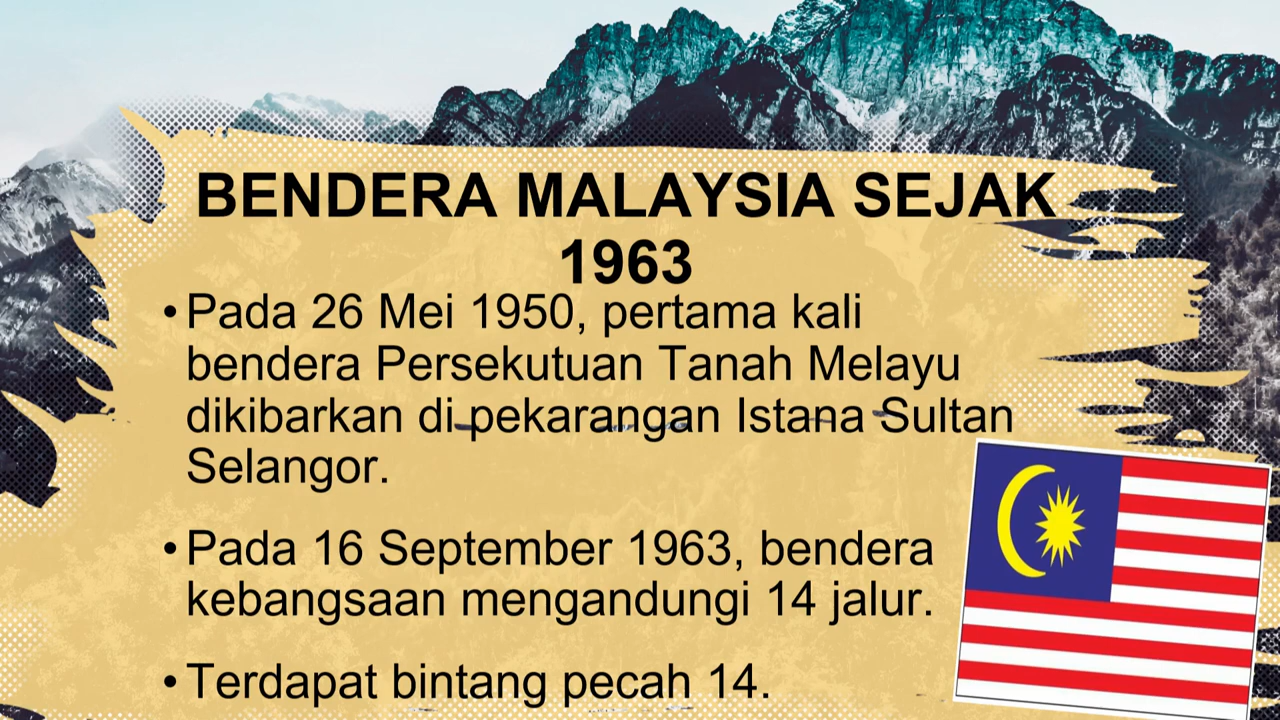 BENDERA MALAYSIA SEJAK
1963
•Pada 26 Mei 1950, pertama kali
bendera Persekutuan Tanah Melayu
dikibarkan di pekarangan Istana Sultan
Selangor.
•Pada 16 September 1963, bendera
kebangsaan mengandungi 14 jalur.
•Terdapat bintang pecah 14.